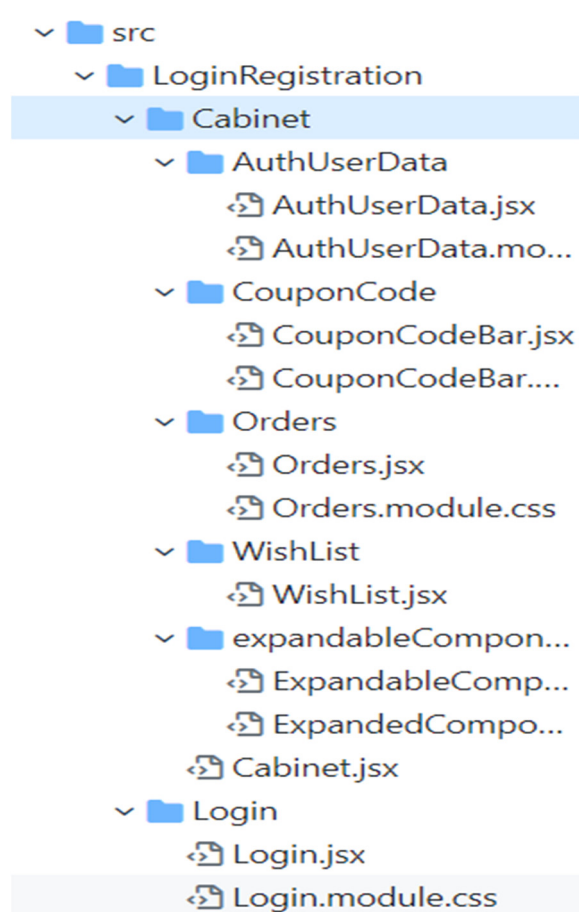 src
LoginRegistration
Cabinet
AuthUserData
AuthUserData.jsx
AuthUserData.mo...
CouponCode
CouponCodeBar.jsx
CouponCodeBar....
Orders
Orders.jsx
Orders.module.css
WishList
WishList.jsx
expandableCompon...
ExpandableComp...
ExpandedCompo...
Cabinet.jsx
Login
Login.jsx
Login.module.css